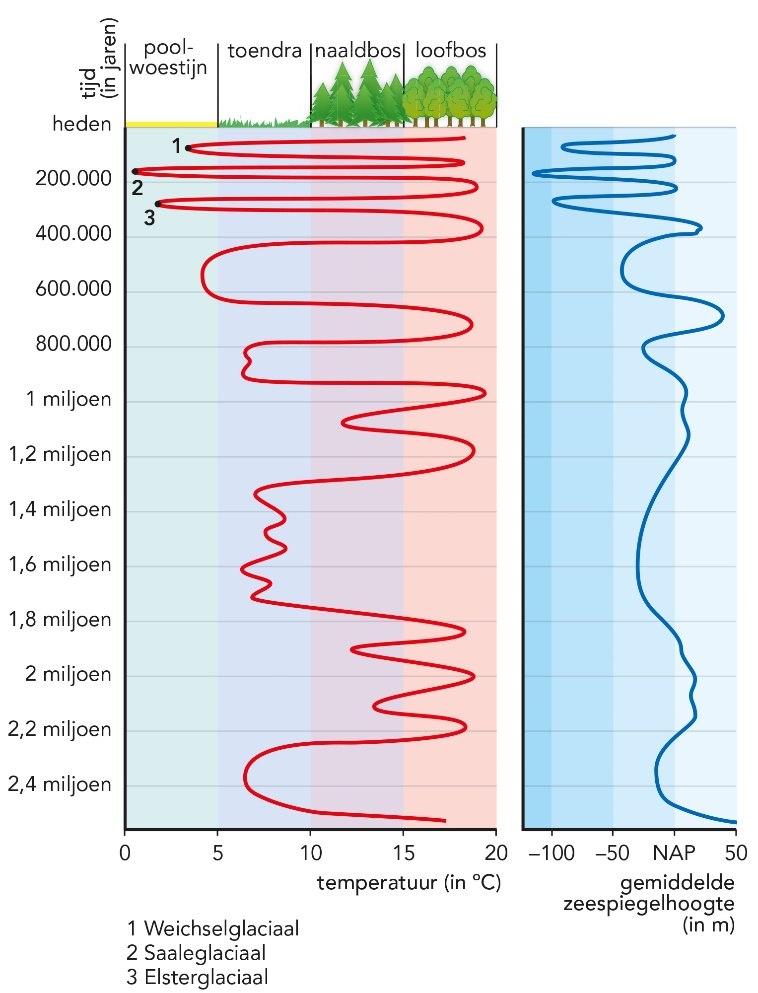 tijd
(in jaren)
pool-
woestijn
toendra
naaldbos
loofbos
heden
1
2
3
200.000
400.000
600.000
800.000
1 miljoen
1,2 miljoen
1,4 miljoen
1,6 miljoen
1,8 miljoen
2 miljoen
2,2 miljoen
2,4 miljoen
0 5 10 15 20
temperatuur (in °C)
–100 –50 NAP 50
gemiddelde
zeespiegelhoogte
(in m)
1 Weichselglaciaal
2 Saaleglaciaal
3 Elsterglaciaal